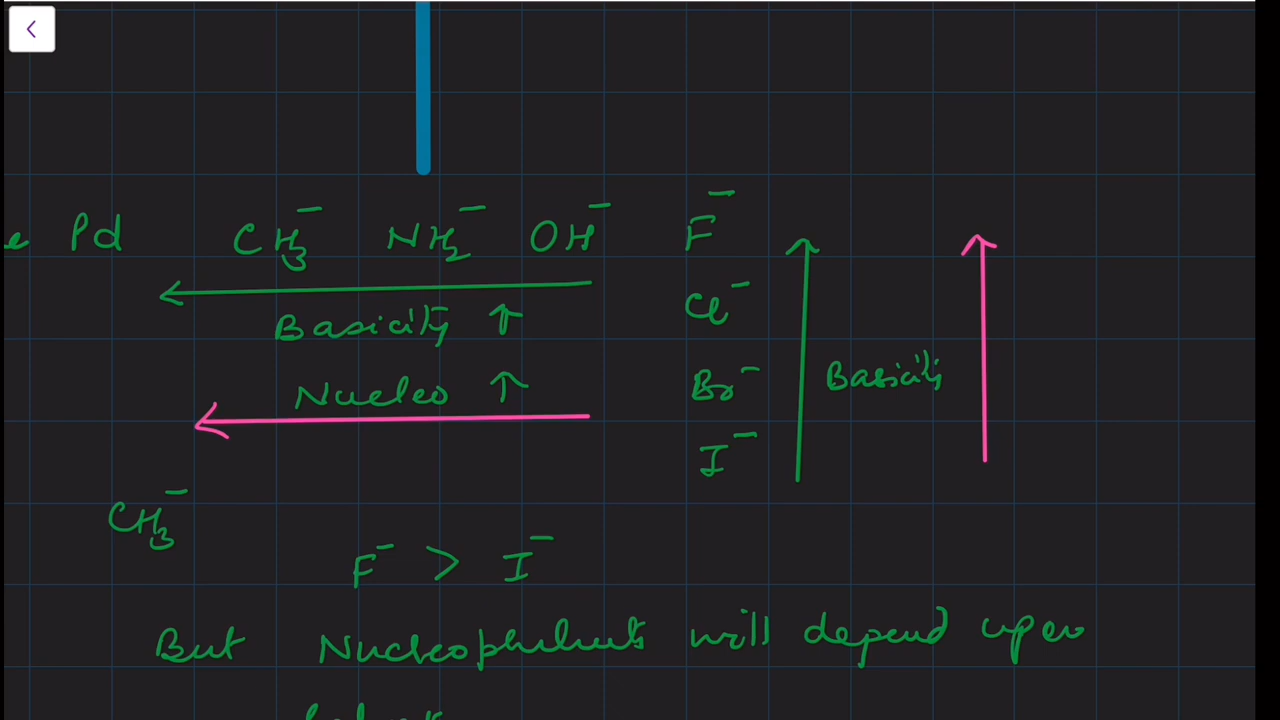 Pd CH₃⁻ NH₂⁻ OH⁻ F⁻
Cl⁻
Basicity ↑
Br⁻ Basicity
Nucleo ↑
I⁻
CH₃⁻
F⁻ > I⁻
But Nucleophilicity will depend upon